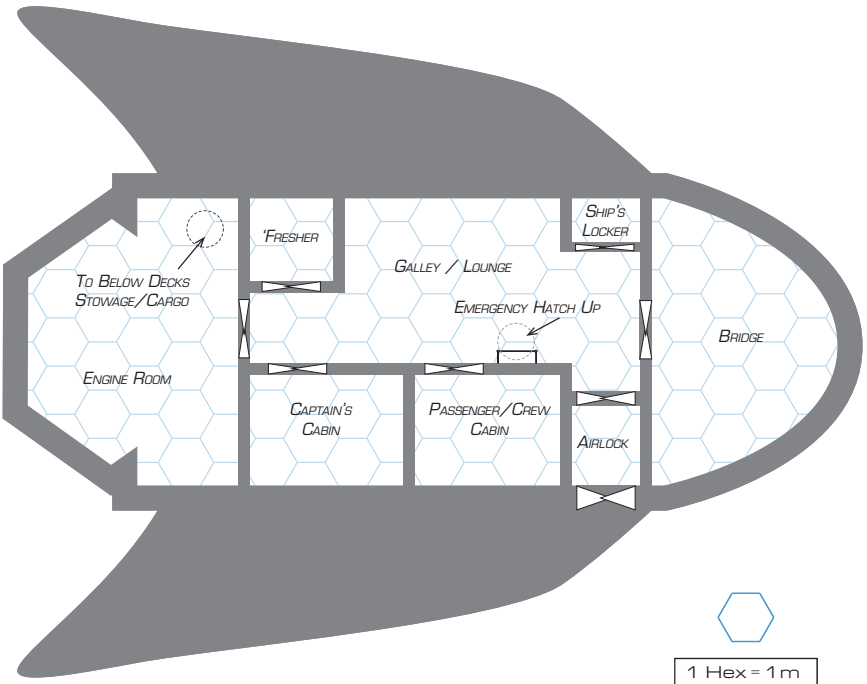 Ship's
Locker
'Fresher
Galley / Lounge
To Below Decks
Stowage/Cargo
Emergency Hatch Up
Bridge
Engine Room
Captain's
Cabin
Passenger/Crew
Cabin
Airlock
1 Hex = 1m